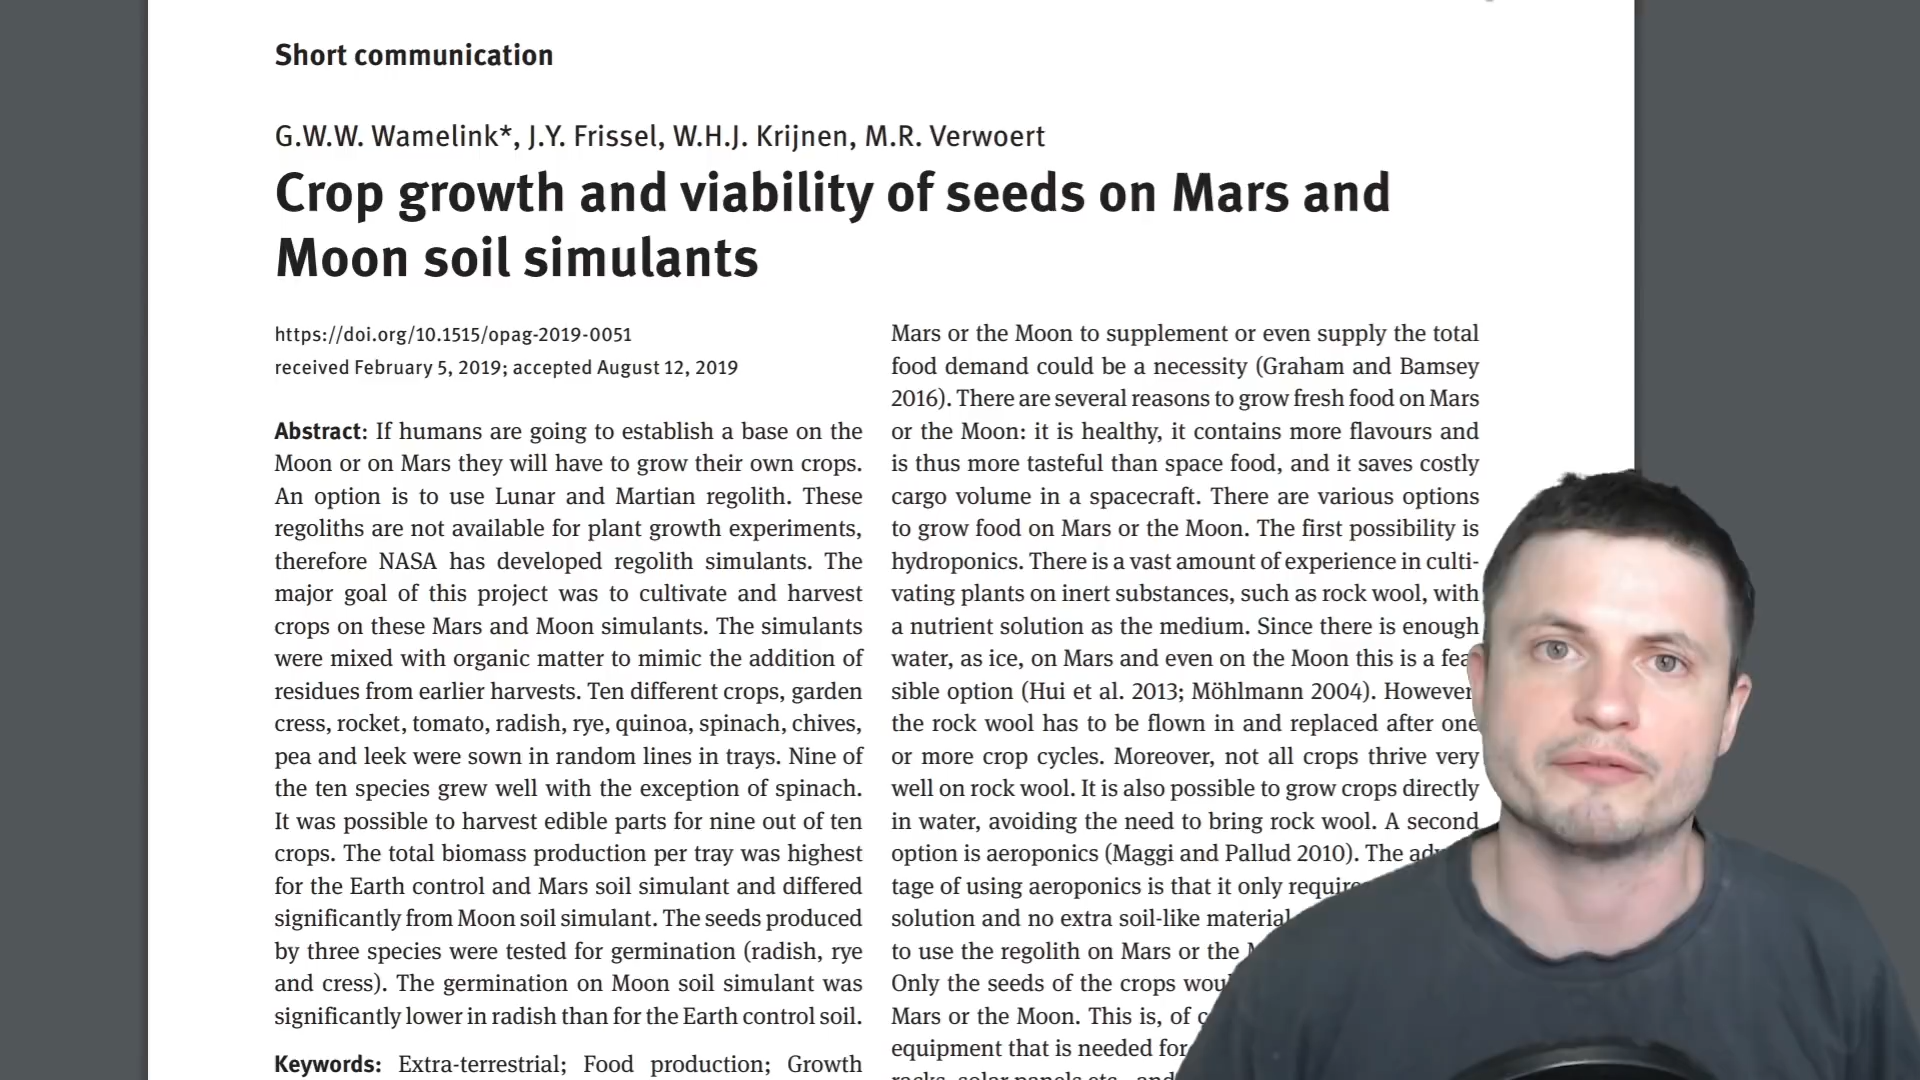 Short communication
G.W.W. Wamelink*, J.Y. Frissel, W.H.J. Krijnen, M.R. Verwoert
Crop growth and viability of seeds on Mars and
Moon soil simulants
https://doi.org/10.1515/opag-2019-0051
received February 5, 2019; accepted August 12, 2019
Abstract: If humans are going to establish a base on the
Moon or on Mars they will have to grow their own crops.
An option is to use Lunar and Martian regolith. These
regoliths are not available for plant growth experiments,
therefore NASA has developed regolith simulants. The
major goal of this project was to cultivate and harvest
crops on these Mars and Moon simulants. The simulants
were mixed with organic matter to mimic the addition of
residues from earlier harvests. Ten different crops, garden
cress, rocket, tomato, radish, rye, quinoa, spinach, chives,
pea and leek were sown in random lines in trays. Nine of
the ten species grew well with the exception of spinach.
It was possible to harvest edible parts for nine out of ten
crops. The total biomass production per tray was highest
for the Earth control and Mars soil simulant and differed
significantly from Moon soil simulant. The seeds produced
by three species were tested for germination (radish, rye
and cress). The germination on Moon soil simulant was
significantly lower in radish than for the Earth control soil.
Keywords: Extra-terrestrial; Food production; Growth
Mars or the Moon to supplement or even supply the total
food demand could be a necessity (Graham and Bamsey
2016). There are several reasons to grow fresh food on Mars
or the Moon: it is healthy, it contains more flavours and
is thus more tasteful than space food, and it saves costly
cargo volume in a spacecraft. There are various options
to grow food on Mars or the Moon. The first possibility is
hydroponics. There is a vast amount of experience in culti-
vating plants on inert substances, such as rock wool, with
a nutrient solution as the medium. Since there is enough
water, as ice, on Mars and even on the Moon this is a fea
sible option (Hui et al. 2013; Möhlmann 2004). However
the rock wool has to be flown in and replaced after one
or more crop cycles. Moreover, not all crops thrive very
well on rock wool. It is also possible to grow crops directly
in water, avoiding the need to bring rock wool. A second
option is aeroponics (Maggi and Pallud 2010). The
tage of using aeroponics is that it only
solution and no extra soil-like material
to use the regolith on Mars or the
Only the seeds of the crops
Mars or the Moon. This is, of
equipment that is needed for
racks, solar panels etc., and